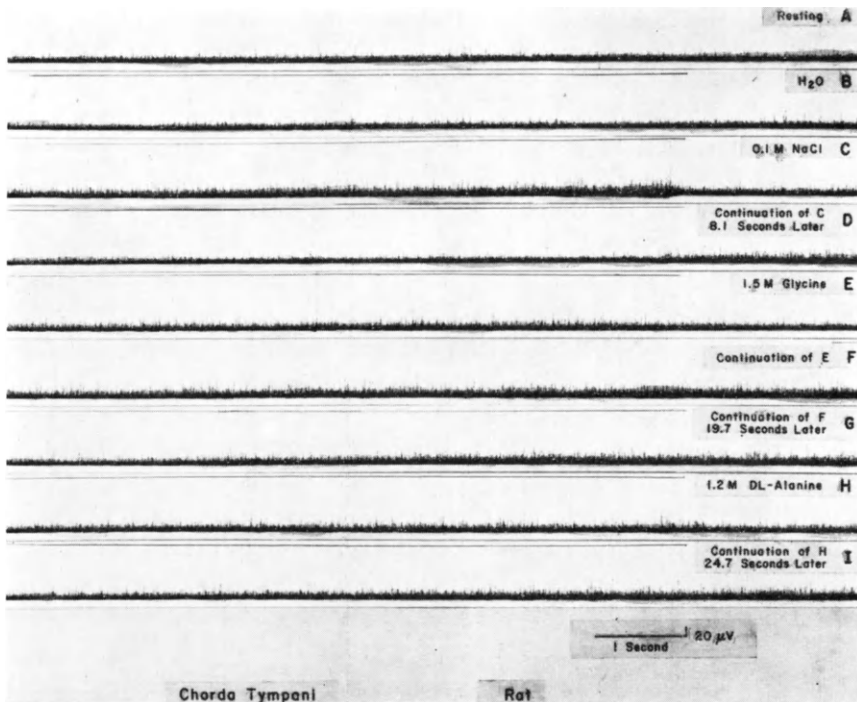 Resting A
H₂O B
0.1 M NaCl C
Continuation of C D
8.1 Seconds Later
1.5 M Glycine E
Continuation of E F
Continuation of F G
19.7 Seconds Later
1.2 M DL-Alanine H
Continuation of H I
24.7 Seconds Later
20 μV
1 Second
Chorda Tympani Rat